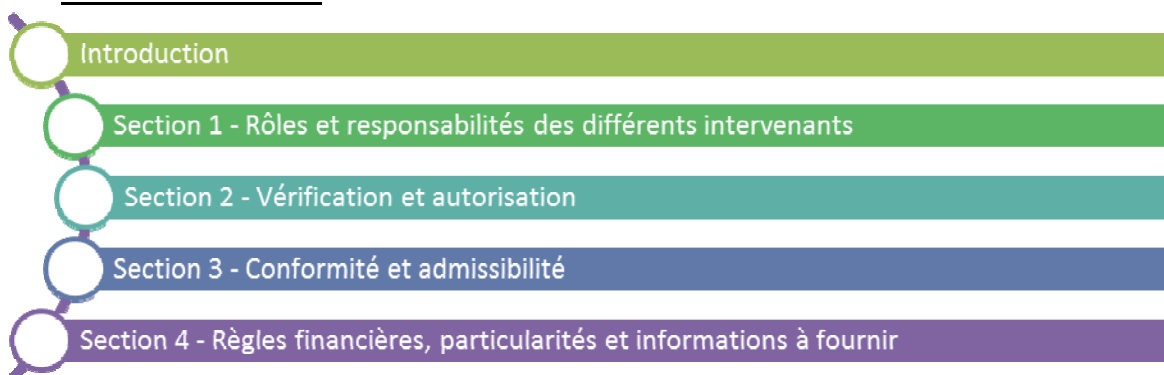 Introduction
Section 1 - Rôles et responsabilités des différents intervenants
Section 2 - Vérification et autorisation
Section 3 - Conformité et admissibilité
Section 4 - Règles financières, particularités et informations à fournir